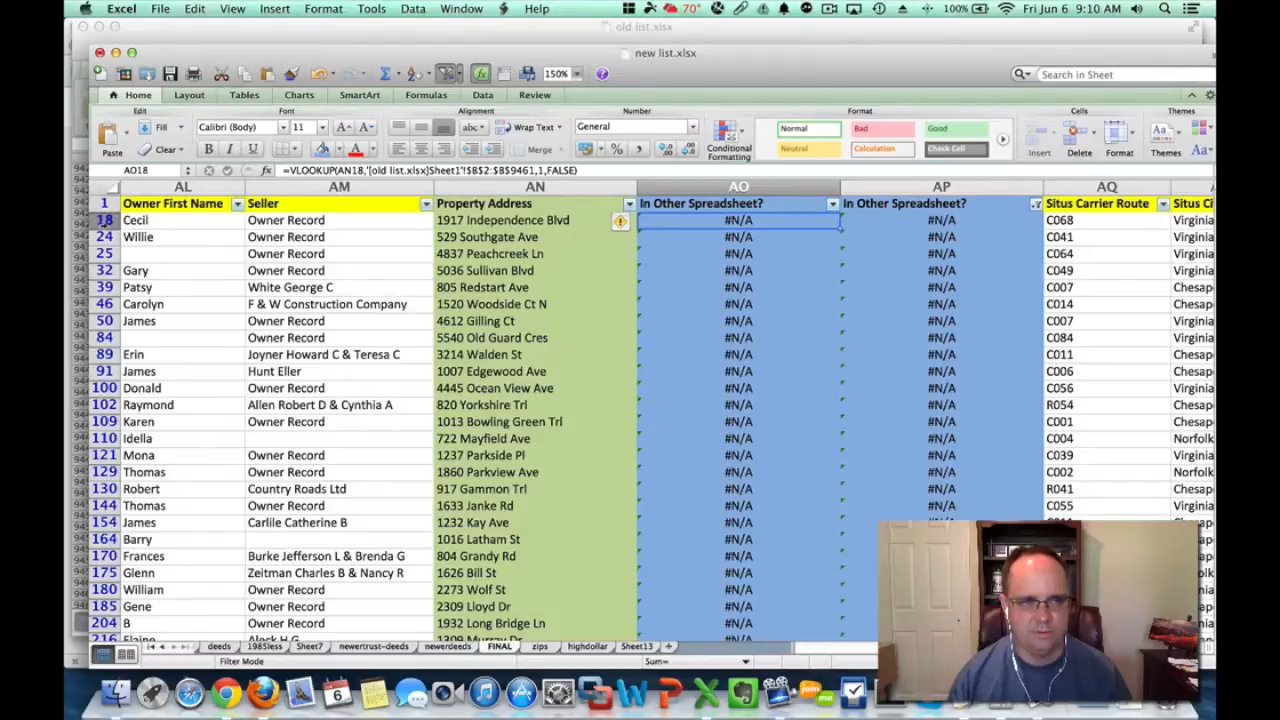 Excel File Edit View Insert Format Tools Data Window Help 70° 100% Fri Jun 6 9:10 AM
old list.xlsx
new list.xlsx
150% Search in Sheet
Home Layout Tables Charts SmartArt Formulas Data Review
Edit Font Alignment Number Format Cells Themes
Fill Calibri (Body) 11 A A abc Wrap Text General Normal Bad Good
Paste Clear B I U A Merge % Conditional Formatting Neutral Calculation Check Cell Insert Delete Format Themes Aa
AO18 fx =VLOOKUP(AN18,'[old list.xlsx]Sheet1'!$B$2:$B$9461,1,FALSE)
AL AM AN AO AP AQ
1 Owner First Name Seller Property Address In Other Spreadsheet? In Other Spreadsheet? Situs Carrier Route Situs Ci
18 Cecil Owner Record 1917 Independence Blvd #N/A #N/A C068 Virginia
24 Willie Owner Record 529 Southgate Ave #N/A #N/A C041 Virginia
25 Owner Record 4837 Peachcreek Ln #N/A #N/A C064 Virginia
32 Gary Owner Record 5036 Sullivan Blvd #N/A #N/A C049 Virginia
39 Patsy White George C 805 Redstart Ave #N/A #N/A C007 Chesap
46 Carolyn F & W Construction Company 1520 Woodside Ct N #N/A #N/A C014 Virginia
50 James Owner Record 4612 Gilling Ct #N/A #N/A C007 Virginia
84 Owner Record 5540 Old Guard Cres #N/A #N/A C084 Virginia
89 Erin Joyner Howard C & Teresa C 3214 Walden St #N/A #N/A C011 Chesap
91 James Hunt Eller 1007 Edgewood Ave #N/A #N/A C006 Chesap
100 Donald Owner Record 4445 Ocean View Ave #N/A #N/A C056 Virginia
102 Raymond Allen Robert D & Cynthia A 820 Yorkshire Trl #N/A #N/A R054 Chesap
109 Karen Owner Record 1013 Bowling Green Trl #N/A #N/A C001 Chesap
110 Idella 722 Mayfield Ave #N/A #N/A C004 Norfolk
121 Mona Owner Record 1237 Parkside Pl #N/A #N/A C039 Virginia
129 Thomas Owner Record 1860 Parkview Ave #N/A #N/A C002 Norfolk
130 Robert Country Roads Ltd 917 Gammon Trl #N/A #N/A R041 Chesap
144 Thomas Owner Record 1633 Janke Rd #N/A #N/A C055 Virginia
154 James Carlile Catherine B 1232 Kay Ave #N/A #N/A
164 Barry 1016 Smith St #N/A
170 Frances Burke Jefferson L & Brenda G 804 Grandy Rd #N/A
175 Glenn Zeitman Charles B & Nancy R 1626 Bill St #N/A
180 William Owner Record 2273 Wolf St #N/A
185 Gene Owner Record 2309 Lloyd Dr #N/A
204 B Owner Record 1932 Long Bridge Ln #N/A
216 Elaine Aleck H G 1309 Murray Dr #N/A
deeds 1985less Sheet7 newertrust-deeds newerdeeds FINAL zips highdollar Sheet13 +
Filter Mode Sum=